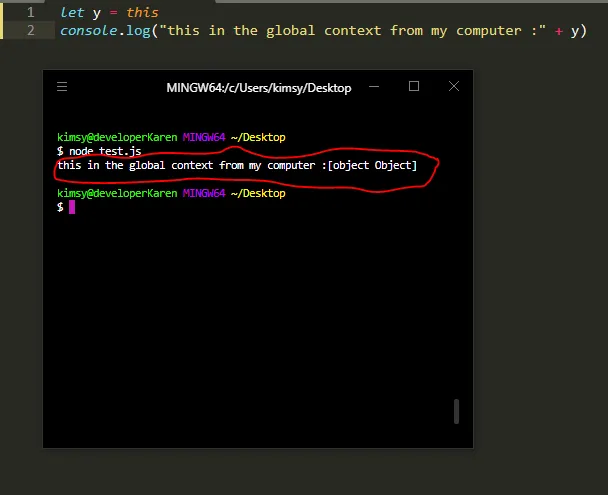 1 let y = this
2 console.log("this in the global context from my computer :" + y)
MINGW64:/c/Users/kimsy/Desktop
kimsy@developerKaren MINGW64 ~/Desktop
$ node test.js
this in the global context from my computer :[object Object]
kimsy@developerKaren MINGW64 ~/Desktop
$